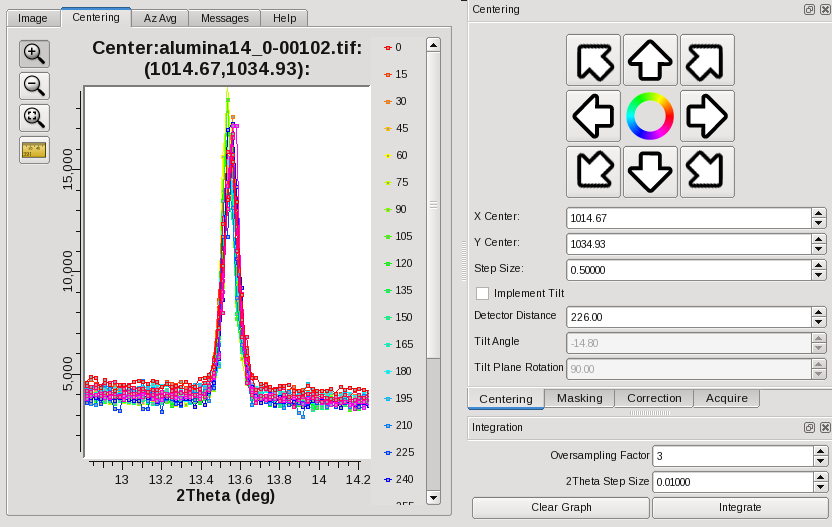 Image
Centering
Az Avg
Messages
Help
Center:alumina14_0-00102.tif:
(1014.67,1034.93):
15,000
10,000
5,000
13
13.2
13.4
13.6
13.8
14
14.2
2Theta (deg)
0
15
30
45
60
75
90
105
120
135
150
165
180
195
210
225
240
255
Centering
X Center:
1014.67
Y Center:
1034.93
Step Size:
0.50000
Implement Tilt
Detector Distance
226.00
Tilt Angle
-14.80
Tilt Plane Rotation
90.00
Centering
Masking
Correction
Acquire
Integration
Oversampling Factor
3
2Theta Step Size
0.01000
Clear Graph
Integrate